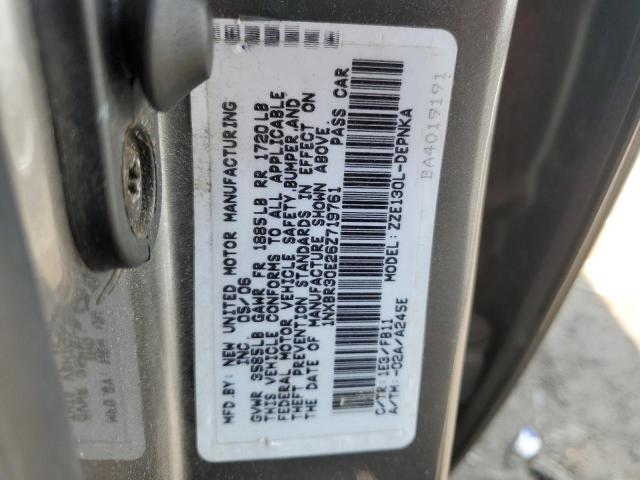 MFD.BY: NEW UNITED MOTOR MANUFACTURING
INC. 05/06
GVWR 3585LB GAWR FR 1885LB RR 1720LB
THIS VEHICLE CONFORMS TO ALL APPLICABLE
FEDERAL MOTOR VEHICLE SAFETY, BUMPER, AND
THEFT PREVENTION STANDARDS IN EFFECT ON
THE DATE OF MANUFACTURE SHOWN ABOVE.
1NXBR30E26Z719761 PASS CAR
MODEL: ZZE130L-DEPNKA
C/TR: 1E3/FB11
A/TM: -02A/A245E
BA4019191